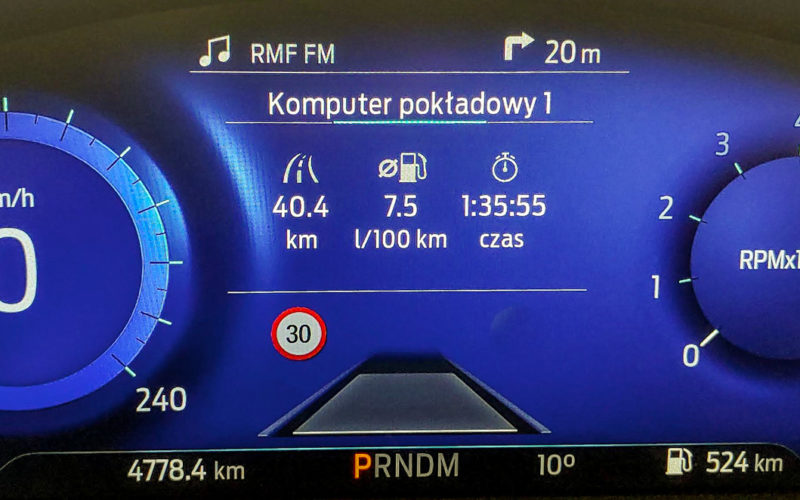 RMF FM 20 m
Komputer pokładowy 1
40.4 7.5 1:35:55
km l/100 km czas
30
0
240
3
2
1
0
RPMx1
4778.4 km PRNDM 10° 524 km